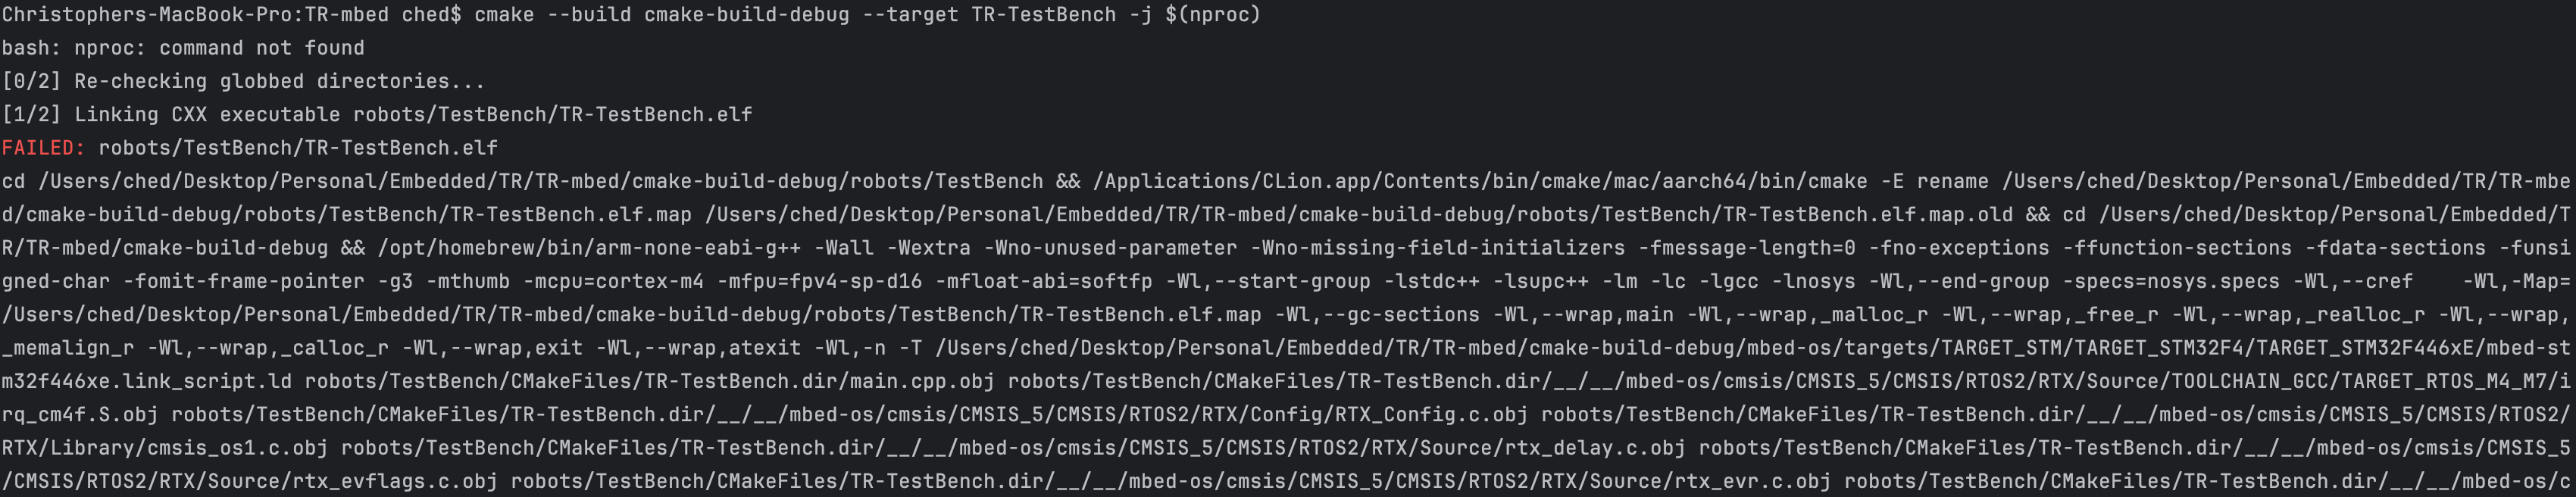 Christophers-MacBook-Pro:TR-mbed ched$ cmake --build cmake-build-debug --target TR-TestBench -j $(nproc)
bash: nproc: command not found
[0/2] Re-checking globbed directories...
[1/2] Linking CXX executable robots/TestBench/TR-TestBench.elf
FAILED: robots/TestBench/TR-TestBench.elf
cd /Users/ched/Desktop/Personal/Embedded/TR/TR-mbed/cmake-build-debug/robots/TestBench && /Applications/CLion.app/Contents/bin/cmake/mac/aarch64/bin/cmake -E rename /Users/ched/Desktop/Personal/Embedded/TR/TR-mbe
d/cmake-build-debug/robots/TestBench/TR-TestBench.elf.map /Users/ched/Desktop/Personal/Embedded/TR/TR-mbed/cmake-build-debug/robots/TestBench/TR-TestBench.elf.map.old && cd /Users/ched/Desktop/Personal/Embedded/T
R/TR-mbed/cmake-build-debug && /opt/homebrew/bin/arm-none-eabi-g++ -Wall -Wextra -Wno-unused-parameter -Wno-missing-field-initializers -fmessage-length=0 -fno-exceptions -ffunction-sections -fdata-sections -funsi
gned-char -fomit-frame-pointer -g3 -mthumb -mcpu=cortex-m4 -mfpu=fpv4-sp-d16 -mfloat-abi=softfp -Wl,--start-group -lstdc++ -lsupc++ -lm -lc -lgcc -lnosys -Wl,--end-group -specs=nosys.specs -Wl,--cref    -Wl,-Map=
/Users/ched/Desktop/Personal/Embedded/TR/TR-mbed/cmake-build-debug/robots/TestBench/TR-TestBench.elf.map -Wl,--gc-sections -Wl,--wrap,main -Wl,--wrap,_malloc_r -Wl,--wrap,_free_r -Wl,--wrap,_realloc_r -Wl,--wrap,
_memalign_r -Wl,--wrap,_calloc_r -Wl,--wrap,exit -Wl,--wrap,atexit -Wl,-n -T /Users/ched/Desktop/Personal/Embedded/TR/TR-mbed/cmake-build-debug/mbed-os/targets/TARGET_STM/TARGET_STM32F4/TARGET_STM32F446xE/mbed-st
m32f446xe.link_script.ld robots/TestBench/CMakeFiles/TR-TestBench.dir/main.cpp.obj robots/TestBench/CMakeFiles/TR-TestBench.dir/__/__/mbed-os/cmsis/CMSIS_5/CMSIS/RTOS2/RTX/Source/TOOLCHAIN_GCC/TARGET_RTOS_M4_M7/i
rq_cm4f.S.obj robots/TestBench/CMakeFiles/TR-TestBench.dir/__/__/mbed-os/cmsis/CMSIS_5/CMSIS/RTOS2/RTX/Config/RTX_Config.c.obj robots/TestBench/CMakeFiles/TR-TestBench.dir/__/__/mbed-os/cmsis/CMSIS_5/CMSIS/RTOS2/
RTX/Library/cmsis_os1.c.obj robots/TestBench/CMakeFiles/TR-TestBench.dir/__/__/mbed-os/cmsis/CMSIS_5/CMSIS/RTOS2/RTX/Source/rtx_delay.c.obj robots/TestBench/CMakeFiles/TR-TestBench.dir/__/__/mbed-os/cmsis/CMSIS_5
/CMSIS/RTOS2/RTX/Source/rtx_evflags.c.obj robots/TestBench/CMakeFiles/TR-TestBench.dir/__/__/mbed-os/cmsis/CMSIS_5/CMSIS/RTOS2/RTX/Source/rtx_evr.c.obj robots/TestBench/CMakeFiles/TR-TestBench.dir/__/__/mbed-os/c